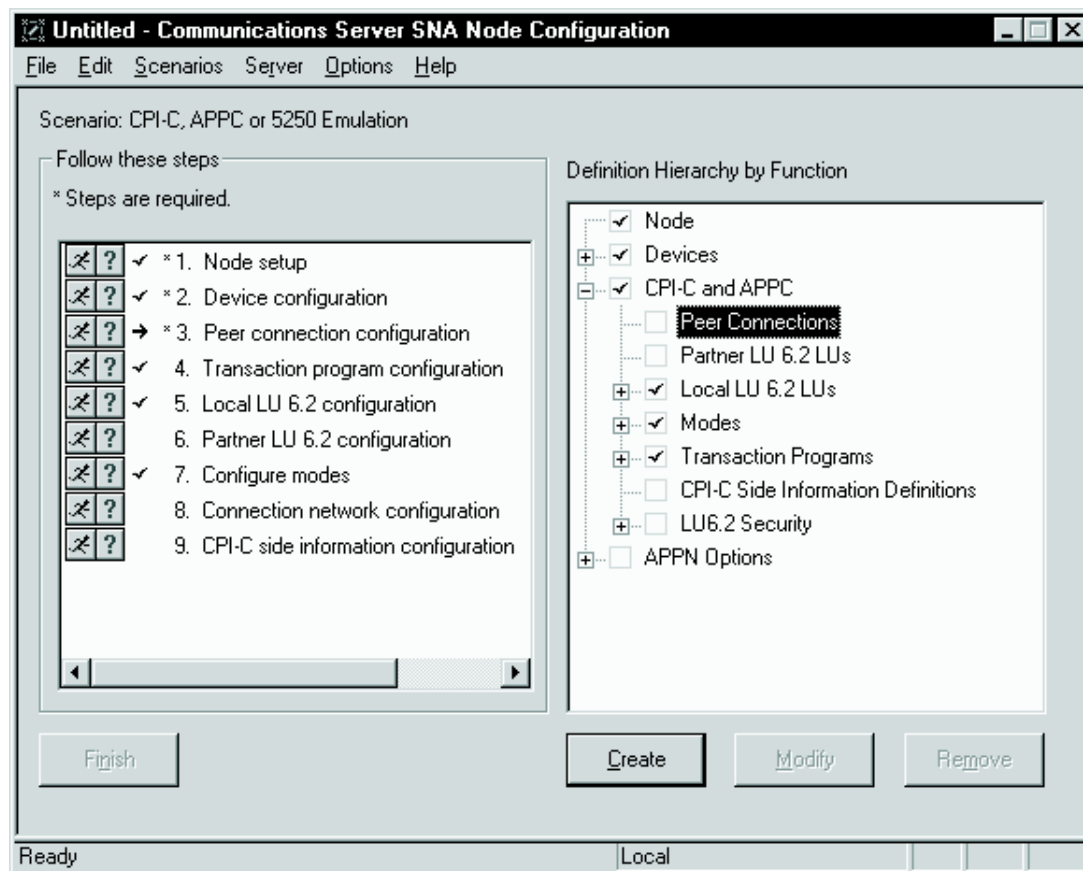 Untitled - Communications Server SNA Node Configuration
File Edit Scenarios Server Options Help
Scenario: CPI-C, APPC or 5250 Emulation
Follow these steps
* Steps are required.
? * 1. Node setup
? * 2. Device configuration
? * 3. Peer connection configuration
? 4. Transaction program configuration
? 5. Local LU 6.2 configuration
? 6. Partner LU 6.2 configuration
? 7. Configure modes
? 8. Connection network configuration
? 9. CPI-C side information configuration
Finish
Definition Hierarchy by Function
Node
Devices
CPI-C and APPC
Peer Connections
Partner LU 6.2 LUs
Local LU 6.2 LUs
Modes
Transaction Programs
CPI-C Side Information Definitions
LU6.2 Security
APPN Options
Create Modify Remove
Ready Local